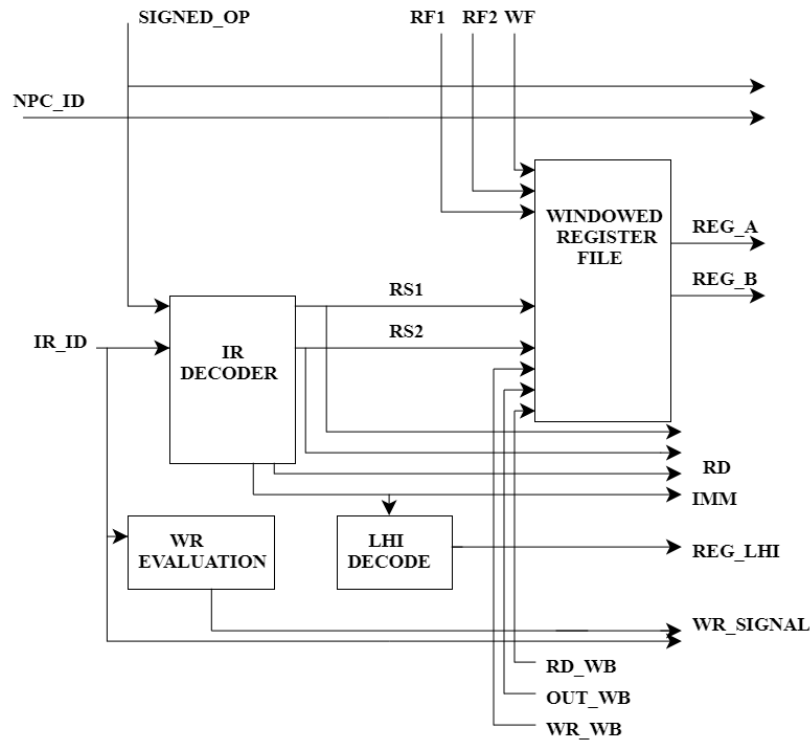 SIGNED_OP
RF1
RF2
WF
NPC_ID
WINDOWED
REGISTER
FILE
REG_A
REG_B
RS1
RS2
IR_ID
IR
DECODER
RD
IMM
WR
EVALUATION
LHI
DECODE
REG_LHI
WR_SIGNAL
RD_WB
OUT_WB
WR_WB